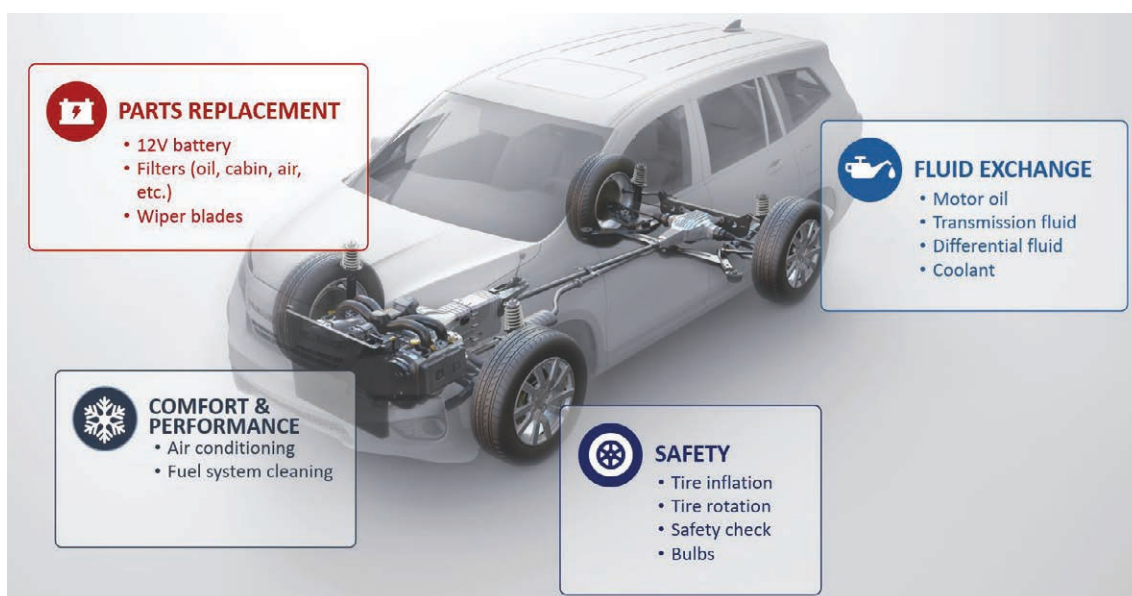 PARTS REPLACEMENT
• 12V battery
• Filters (oil, cabin, air,
etc.)
• Wiper blades
FLUID EXCHANGE
• Motor oil
• Transmission fluid
• Differential fluid
• Coolant
COMFORT &
PERFORMANCE
• Air conditioning
• Fuel system cleaning
SAFETY
• Tire inflation
• Tire rotation
• Safety check
• Bulbs